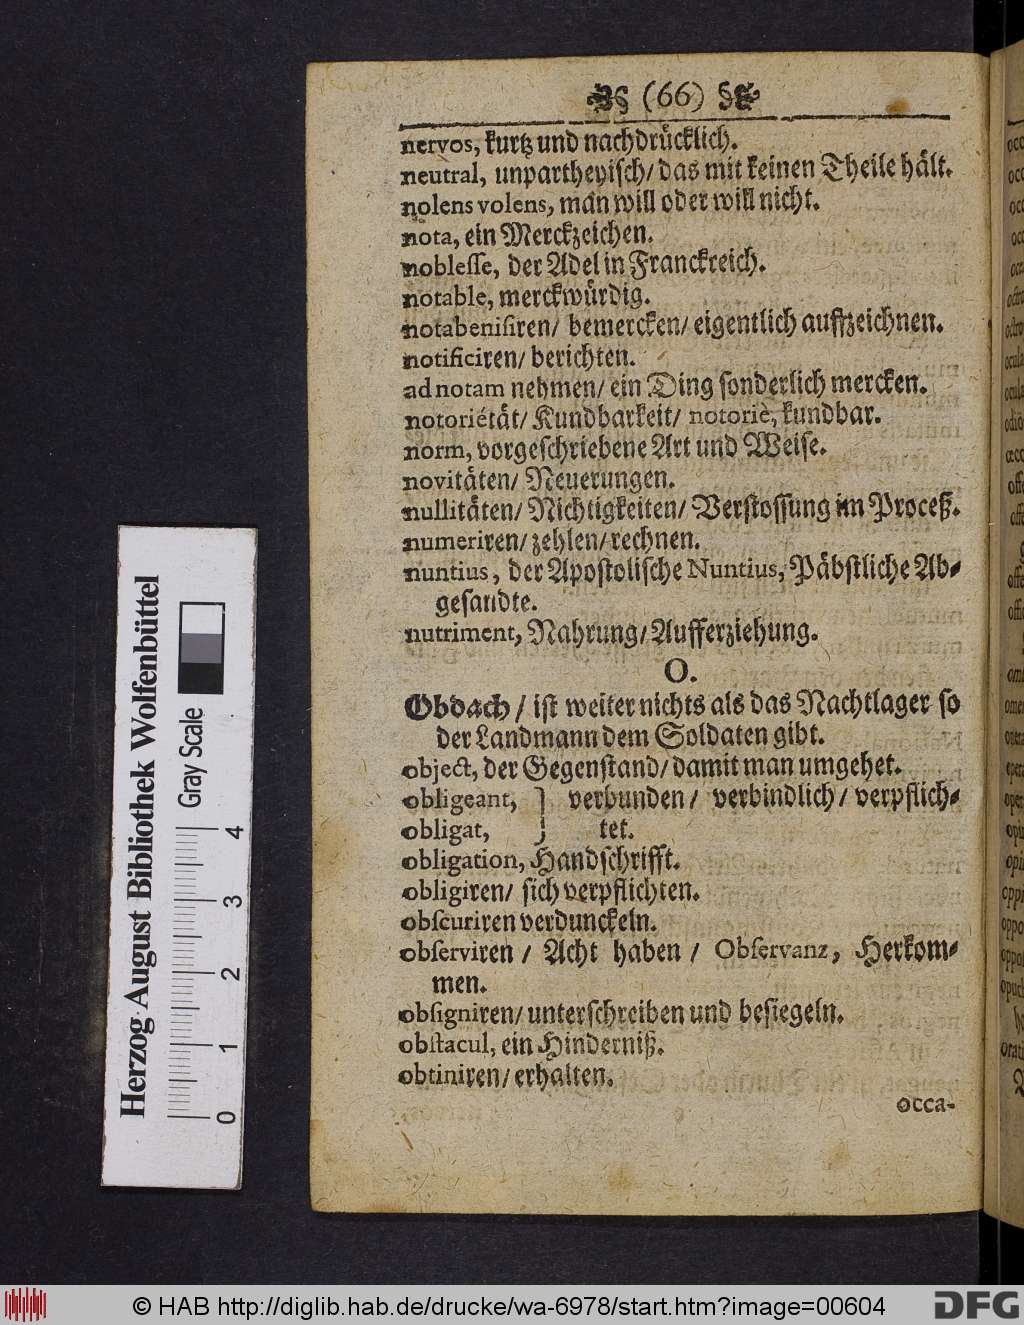 (66)
nervos, kurtz und nachdrücklich.
neutral, unpartheyisch/ das mit keinen Theile hält.
nolens volens, man will oder will nicht.
nota, ein Merckzeichen.
noblesse, der Adel in Franckreich.
notable, merckwürdig.
notabenisiren/ bemercken/ eigentlich auffzeichnen.
notificiren/ berichten.
ad notam nehmen/ ein Ding sonderlich mercken.
notoriétät/ Kundbarkeit/ notoriè, kundbar.
norm, vorgeschriebene Art und Weise.
novitäten/ Neuerungen.
nullitäten/ Nichtigkeiten/ Verstossung im Proceß.
numeriren/ zehlen/ rechnen.
nuntius, der Apostolische Nuntius, Päbstliche Ab-
gesandte.
nutriment, Nahrung/ Aufferziehung.
O.
Obdach/ ist weiter nichts als das Nachtlager so
der Landmann dem Soldaten gibt.
object, der Gegenstand/ damit man umgehet.
obligeant, } verbunden/ verbindlich/ verpflich-
obligat, } tet.
obligation, Handschrifft.
obligiren/ sich verpflichten.
obscuriren verdunckeln.
observiren/ Acht haben/ Observanz, Herkom-
men.
obsigniren/ unterschreiben und besiegeln.
obstacul, ein Hinderniß.
obtiniren/ erhalten.
occa-
Herzog August Bibliothek Wolfenbüttel
Gray Scale
0 1 2 3 4
© HAB http://diglib.hab.de/drucke/wa-6978/start.htm?image=00604
DFG